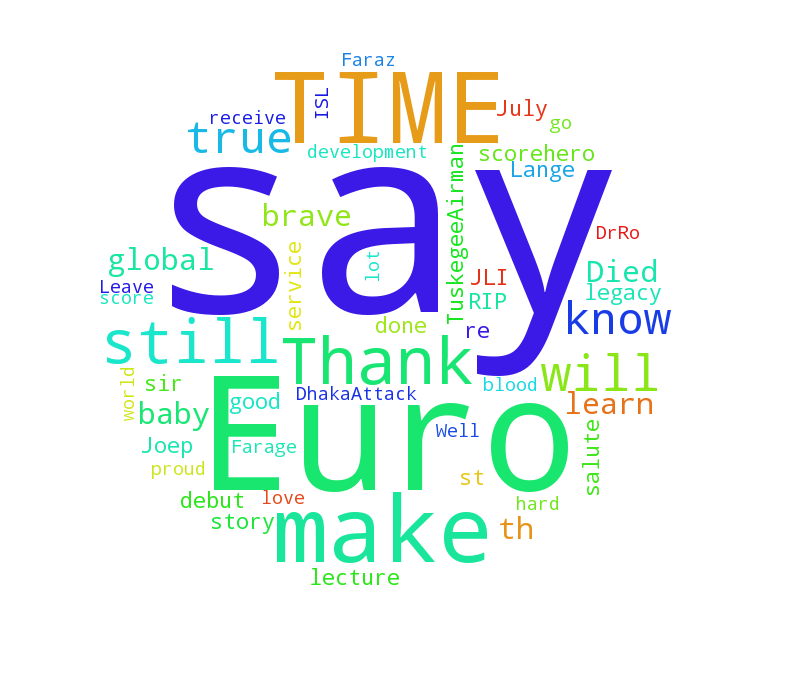 Faraz
TIME
ISL
July
receive
go
true
development
scorehero
Lange
say
TuskegeeAirman
brave
DrRo
global
service
lot
Died
JLI
Leave
score
RIP
legacy
know
done
re
still
Thank
will
world
sir
DhakaAttack
blood
learn
baby
good
Euro
Well
salute
Joep
Farage
proud
st
debut
love
hard
make
story
th
lecture